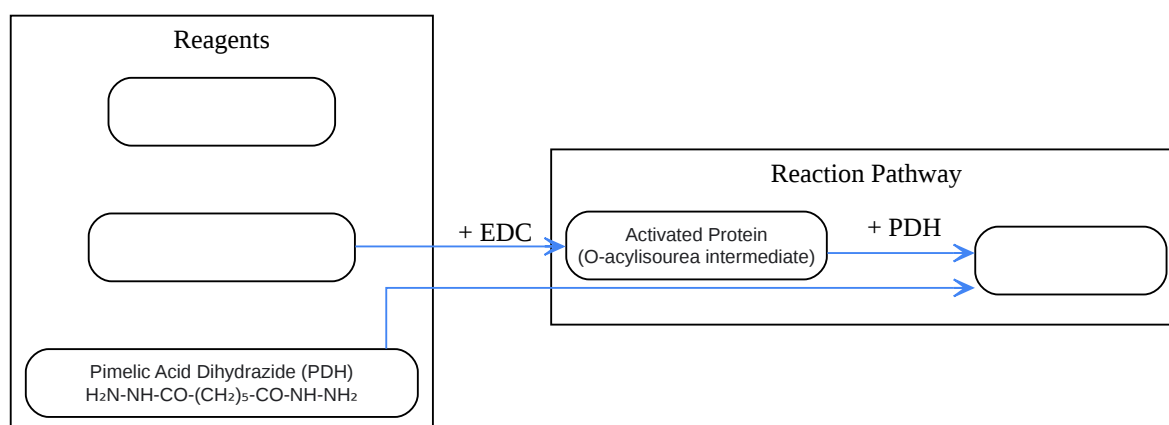 Reagents
Reaction Pathway
+ EDC
Activated Protein
(O-acylisourea intermediate)
+ PDH
Pimelic Acid Dihydrazide (PDH)
H₂N-NH-CO-(CH₂)₅-CO-NH-NH₂